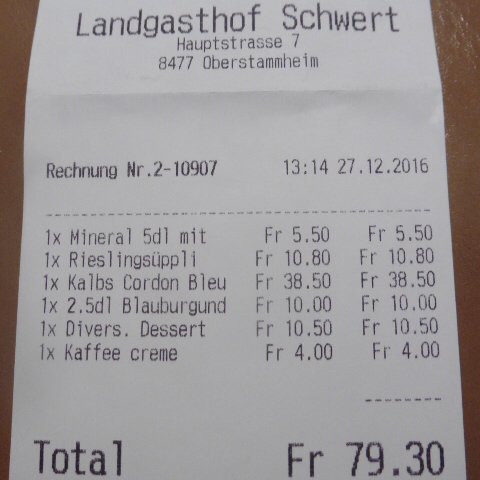 Landgasthof Schwert
Hauptstrasse 7
8477 Oberstammheim
Rechnung Nr.2-10907 13:14 27.12.2016
1x Mineral 5dl mit Fr 5.50 Fr 5.50
1x Rieslingsüppli Fr 10.80 Fr 10.80
1x Kalbs Cordon Bleu Fr 38.50 Fr 38.50
1x 2.5dl Blauburgund Fr 10.00 Fr 10.00
1x Divers. Dessert Fr 10.50 Fr 10.50
1x Kaffee creme Fr 4.00 Fr 4.00
Total Fr 79.30